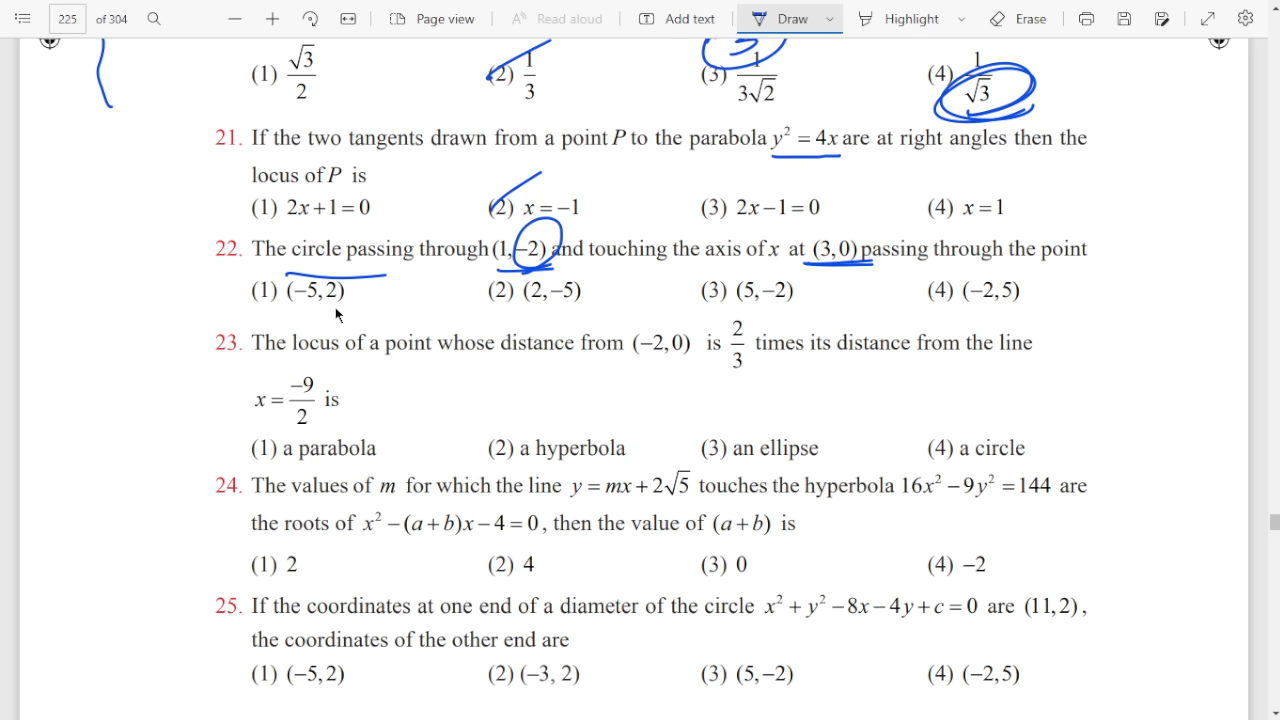 225 of 304 Page view Read aloud Add text Draw Highlight Erase
(1) √3/2 (2) 1/3 (3) 1/3√2 (4) 1/√3
21. If the two tangents drawn from a point P to the parabola y² = 4x are at right angles then the
locus of P is
(1) 2x+1=0 (2) x=−1 (3) 2x−1=0 (4) x=1
22. The circle passing through (1,−2) and touching the axis of x at (3,0) passing through the point
(1) (−5,2) (2) (2,−5) (3) (5,−2) (4) (−2,5)
23. The locus of a point whose distance from (−2,0) is 2/3 times its distance from the line
x = −9/2 is
(1) a parabola (2) a hyperbola (3) an ellipse (4) a circle
24. The values of m for which the line y = mx + 2√5 touches the hyperbola 16x² − 9y² = 144 are
the roots of x² − (a+b)x − 4 = 0, then the value of (a+b) is
(1) 2 (2) 4 (3) 0 (4) −2
25. If the coordinates at one end of a diameter of the circle x² + y² − 8x − 4y + c = 0 are (11,2),
the coordinates of the other end are
(1) (−5,2) (2) (−3, 2) (3) (5,−2) (4) (−2,5)